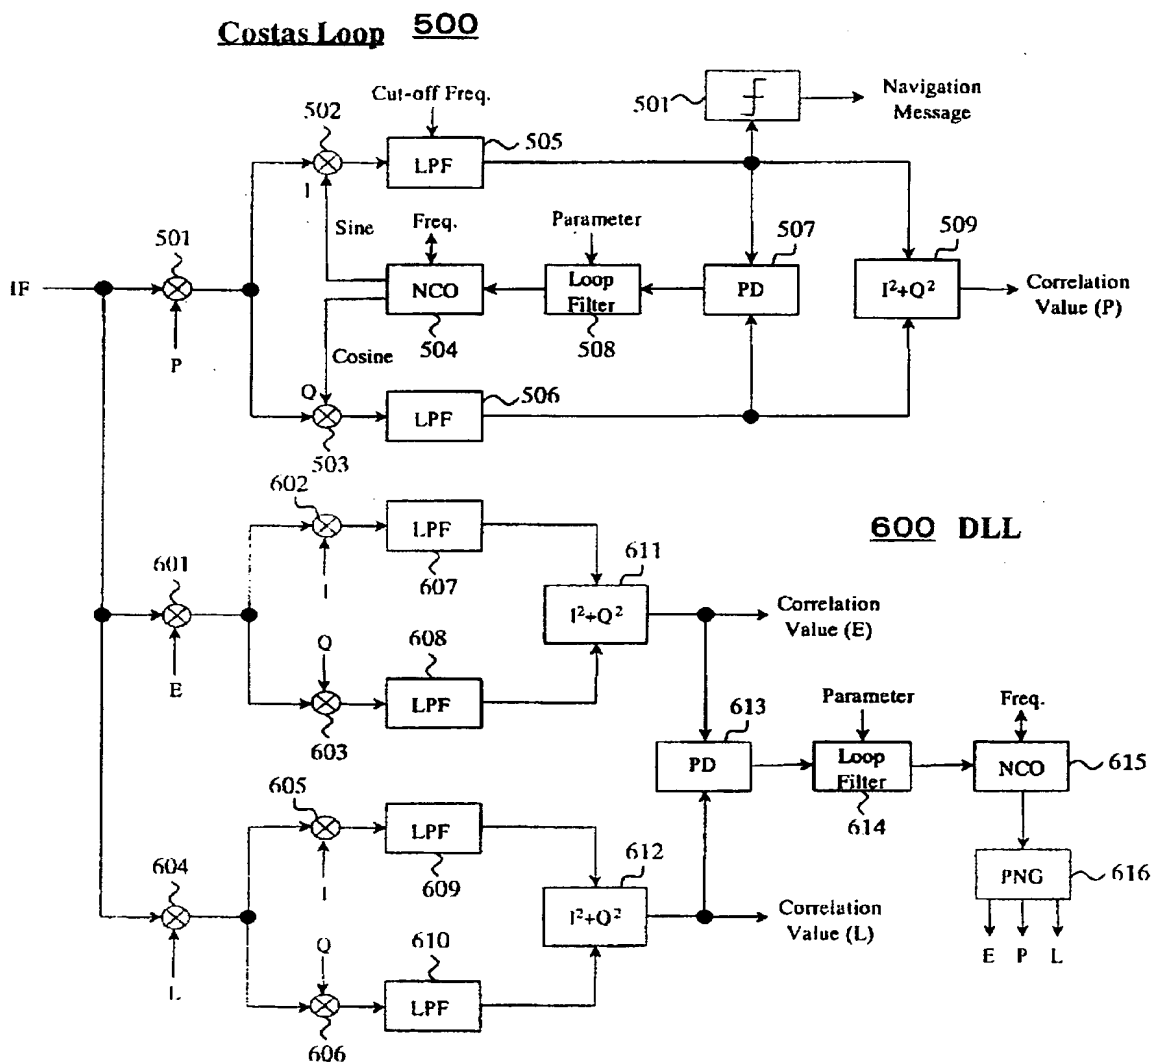 Costas Loop 500
Cut-off Freq.
502
505
501
Navigation
Message
LPF
I
Sine
Freq.
Parameter
507
509
501
IF
NCO
Loop
Filter
PD
I²+Q²
Correlation
Value (P)
504
508
P
Cosine
Q
506
LPF
503
602
LPF
600 DLL
607
611
601
I
I²+Q²
Correlation
Value (E)
E
Q
608
LPF
603
613
Parameter
Freq.
PD
Loop
Filter
NCO
615
614
605
LPF
609
612
604
I
I²+Q²
Correlation
Value (L)
PNG
616
E P L
L
Q
610
LPF
606